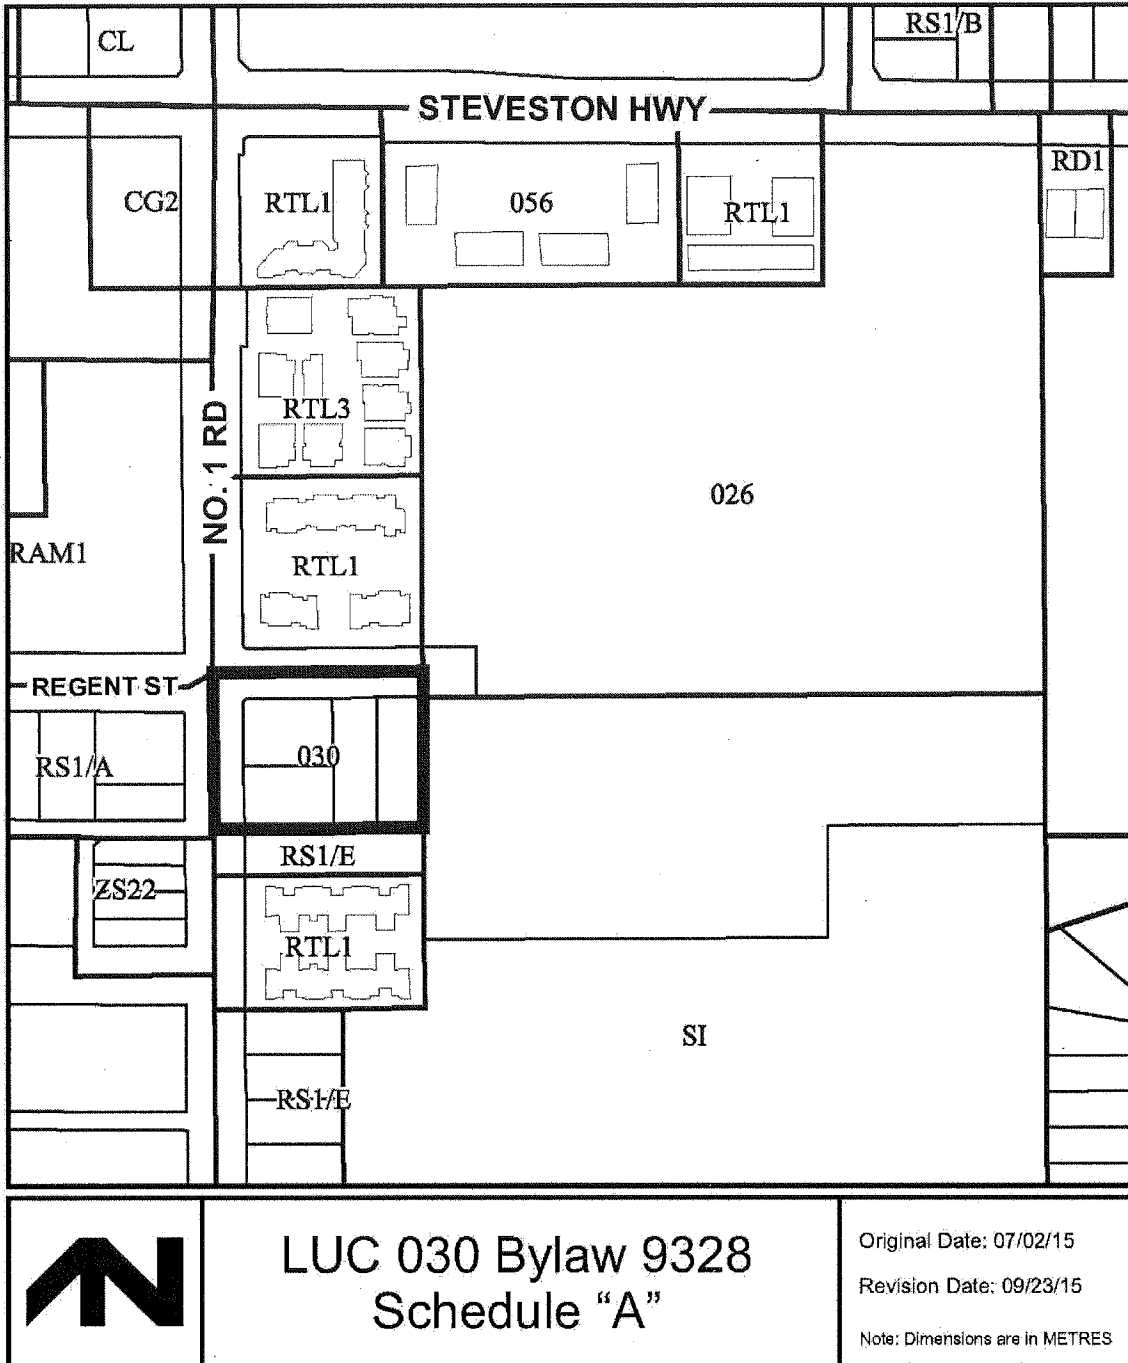 CL
RS1/B
STEVESTON HWY
CG2
RTL1
056
RTL1
RD1
RTL3
NO. 1 RD
026
RAM1
RTL1
REGENT ST
RS1/A
030
RS1/E
ZS22
RTL1
SI
RS1/E
LUC 030 Bylaw 9328
Schedule “A”
Original Date: 07/02/15
Revision Date: 09/23/15
Note: Dimensions are in METRES